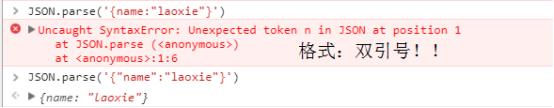 > JSON.parse('{name:"laoxie"}')
Uncaught SyntaxError: Unexpected token n in JSON at position 1
at JSON.parse (<anonymous>)
at <anonymous>:1:6
格式：双引号！！
> JSON.parse('{"name":"laoxie"}')
{name: "laoxie"}